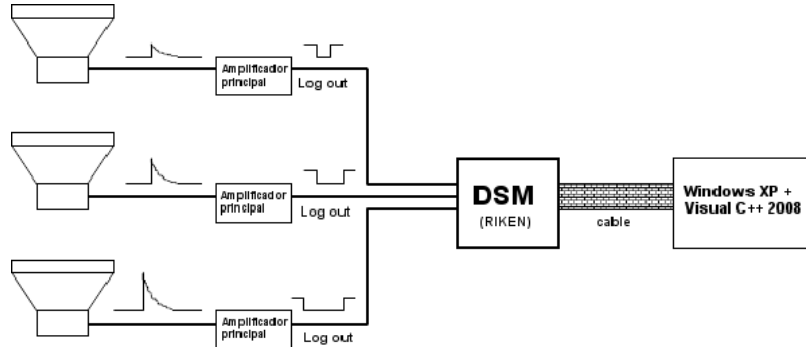 Amplificador
principal
Log out
Amplificador
principal
Log out
DSM
(RIKEN)
cable
Windows XP +
Visual C++ 2008
Amplificador
principal
Log out